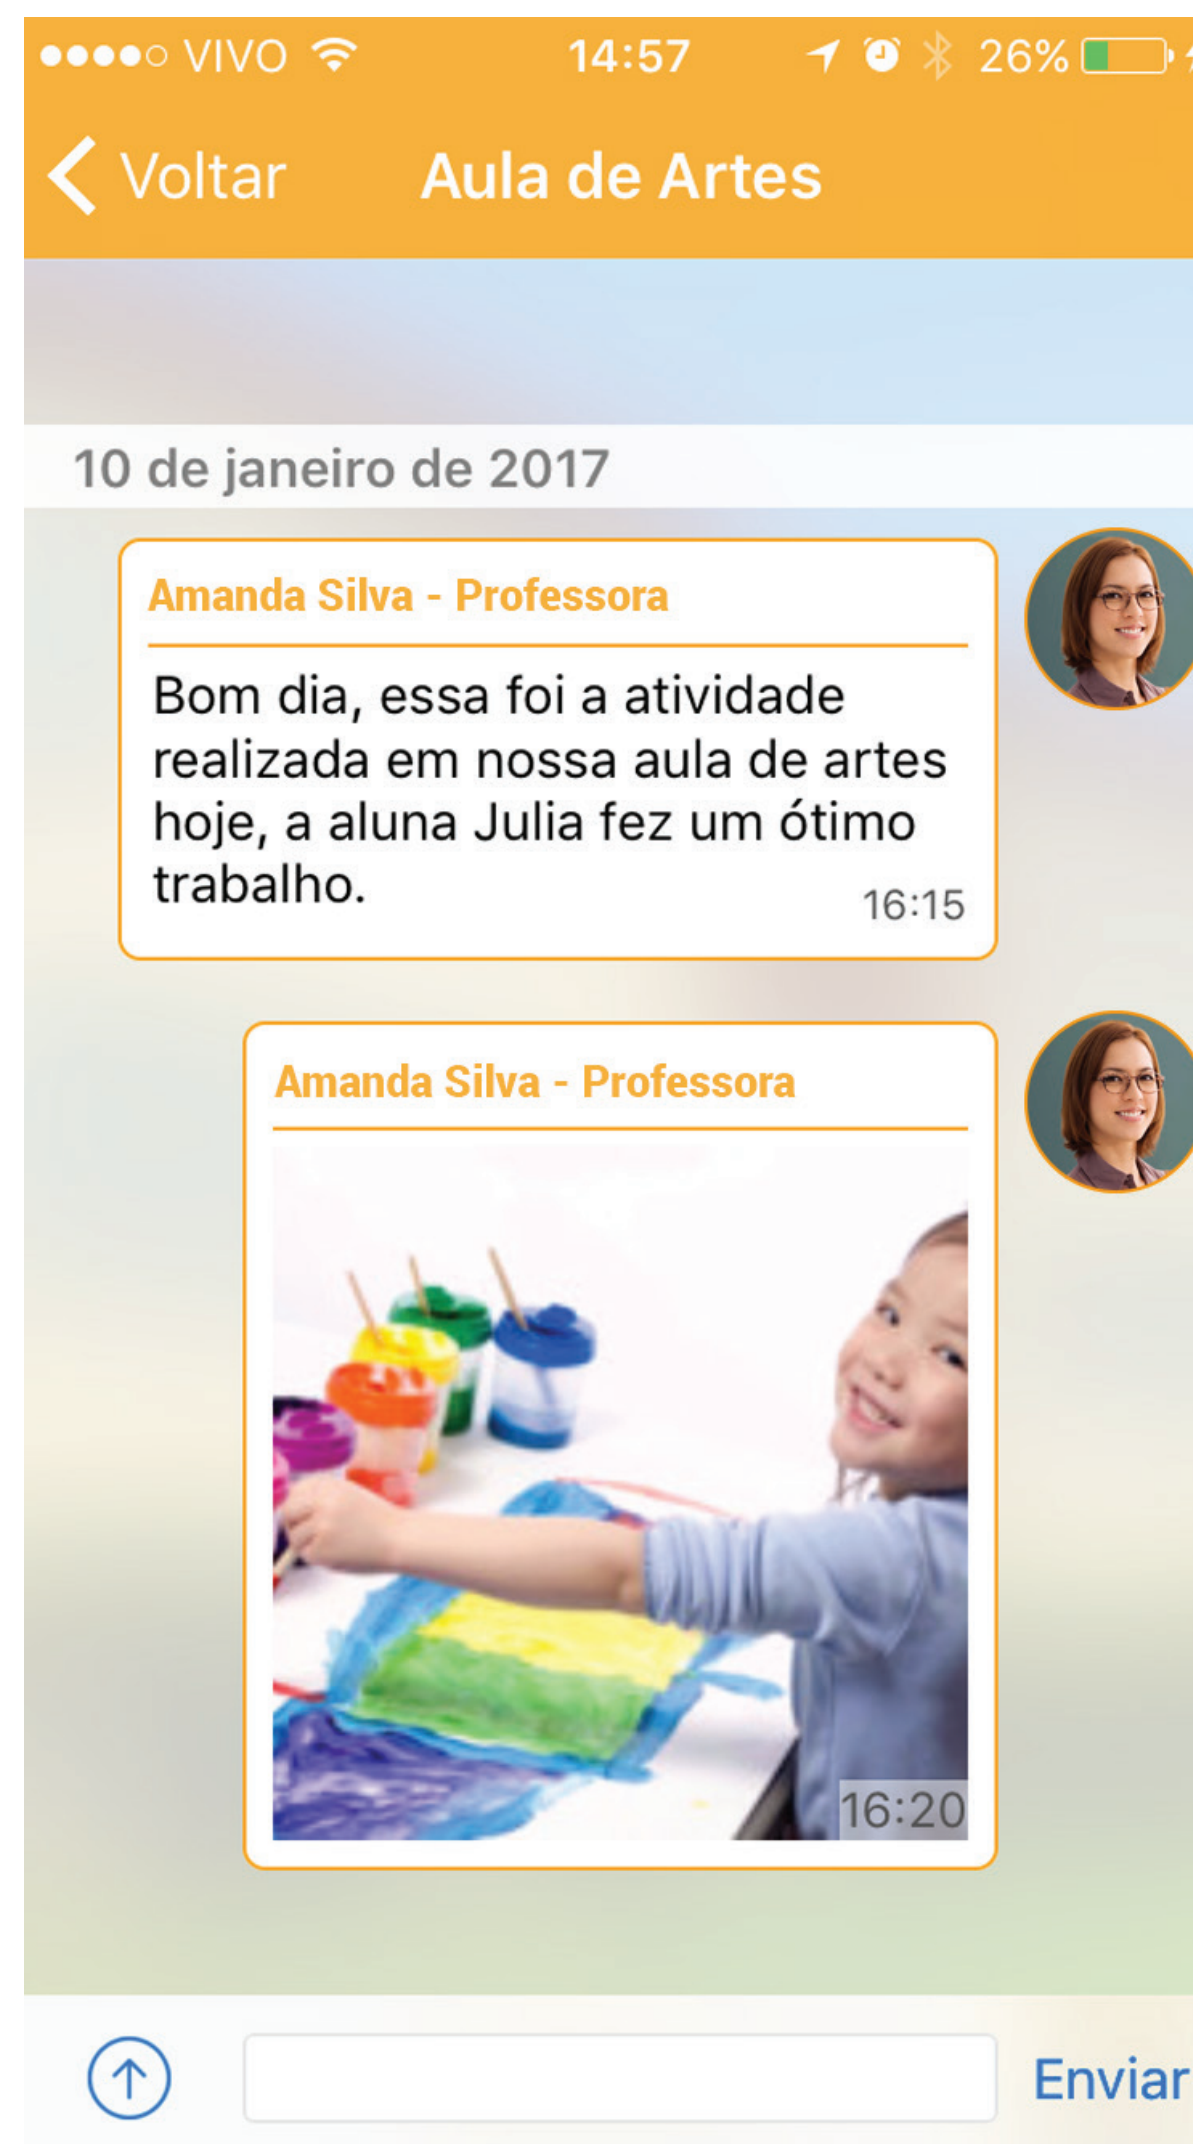 VIVO 14:57 26%
Voltar Aula de Artes
10 de janeiro de 2017
Amanda Silva - Professora
Bom dia, essa foi a atividade
realizada em nossa aula de artes
hoje, a aluna Julia fez um ótimo
trabalho.
16:15
Amanda Silva - Professora
16:20
Enviar